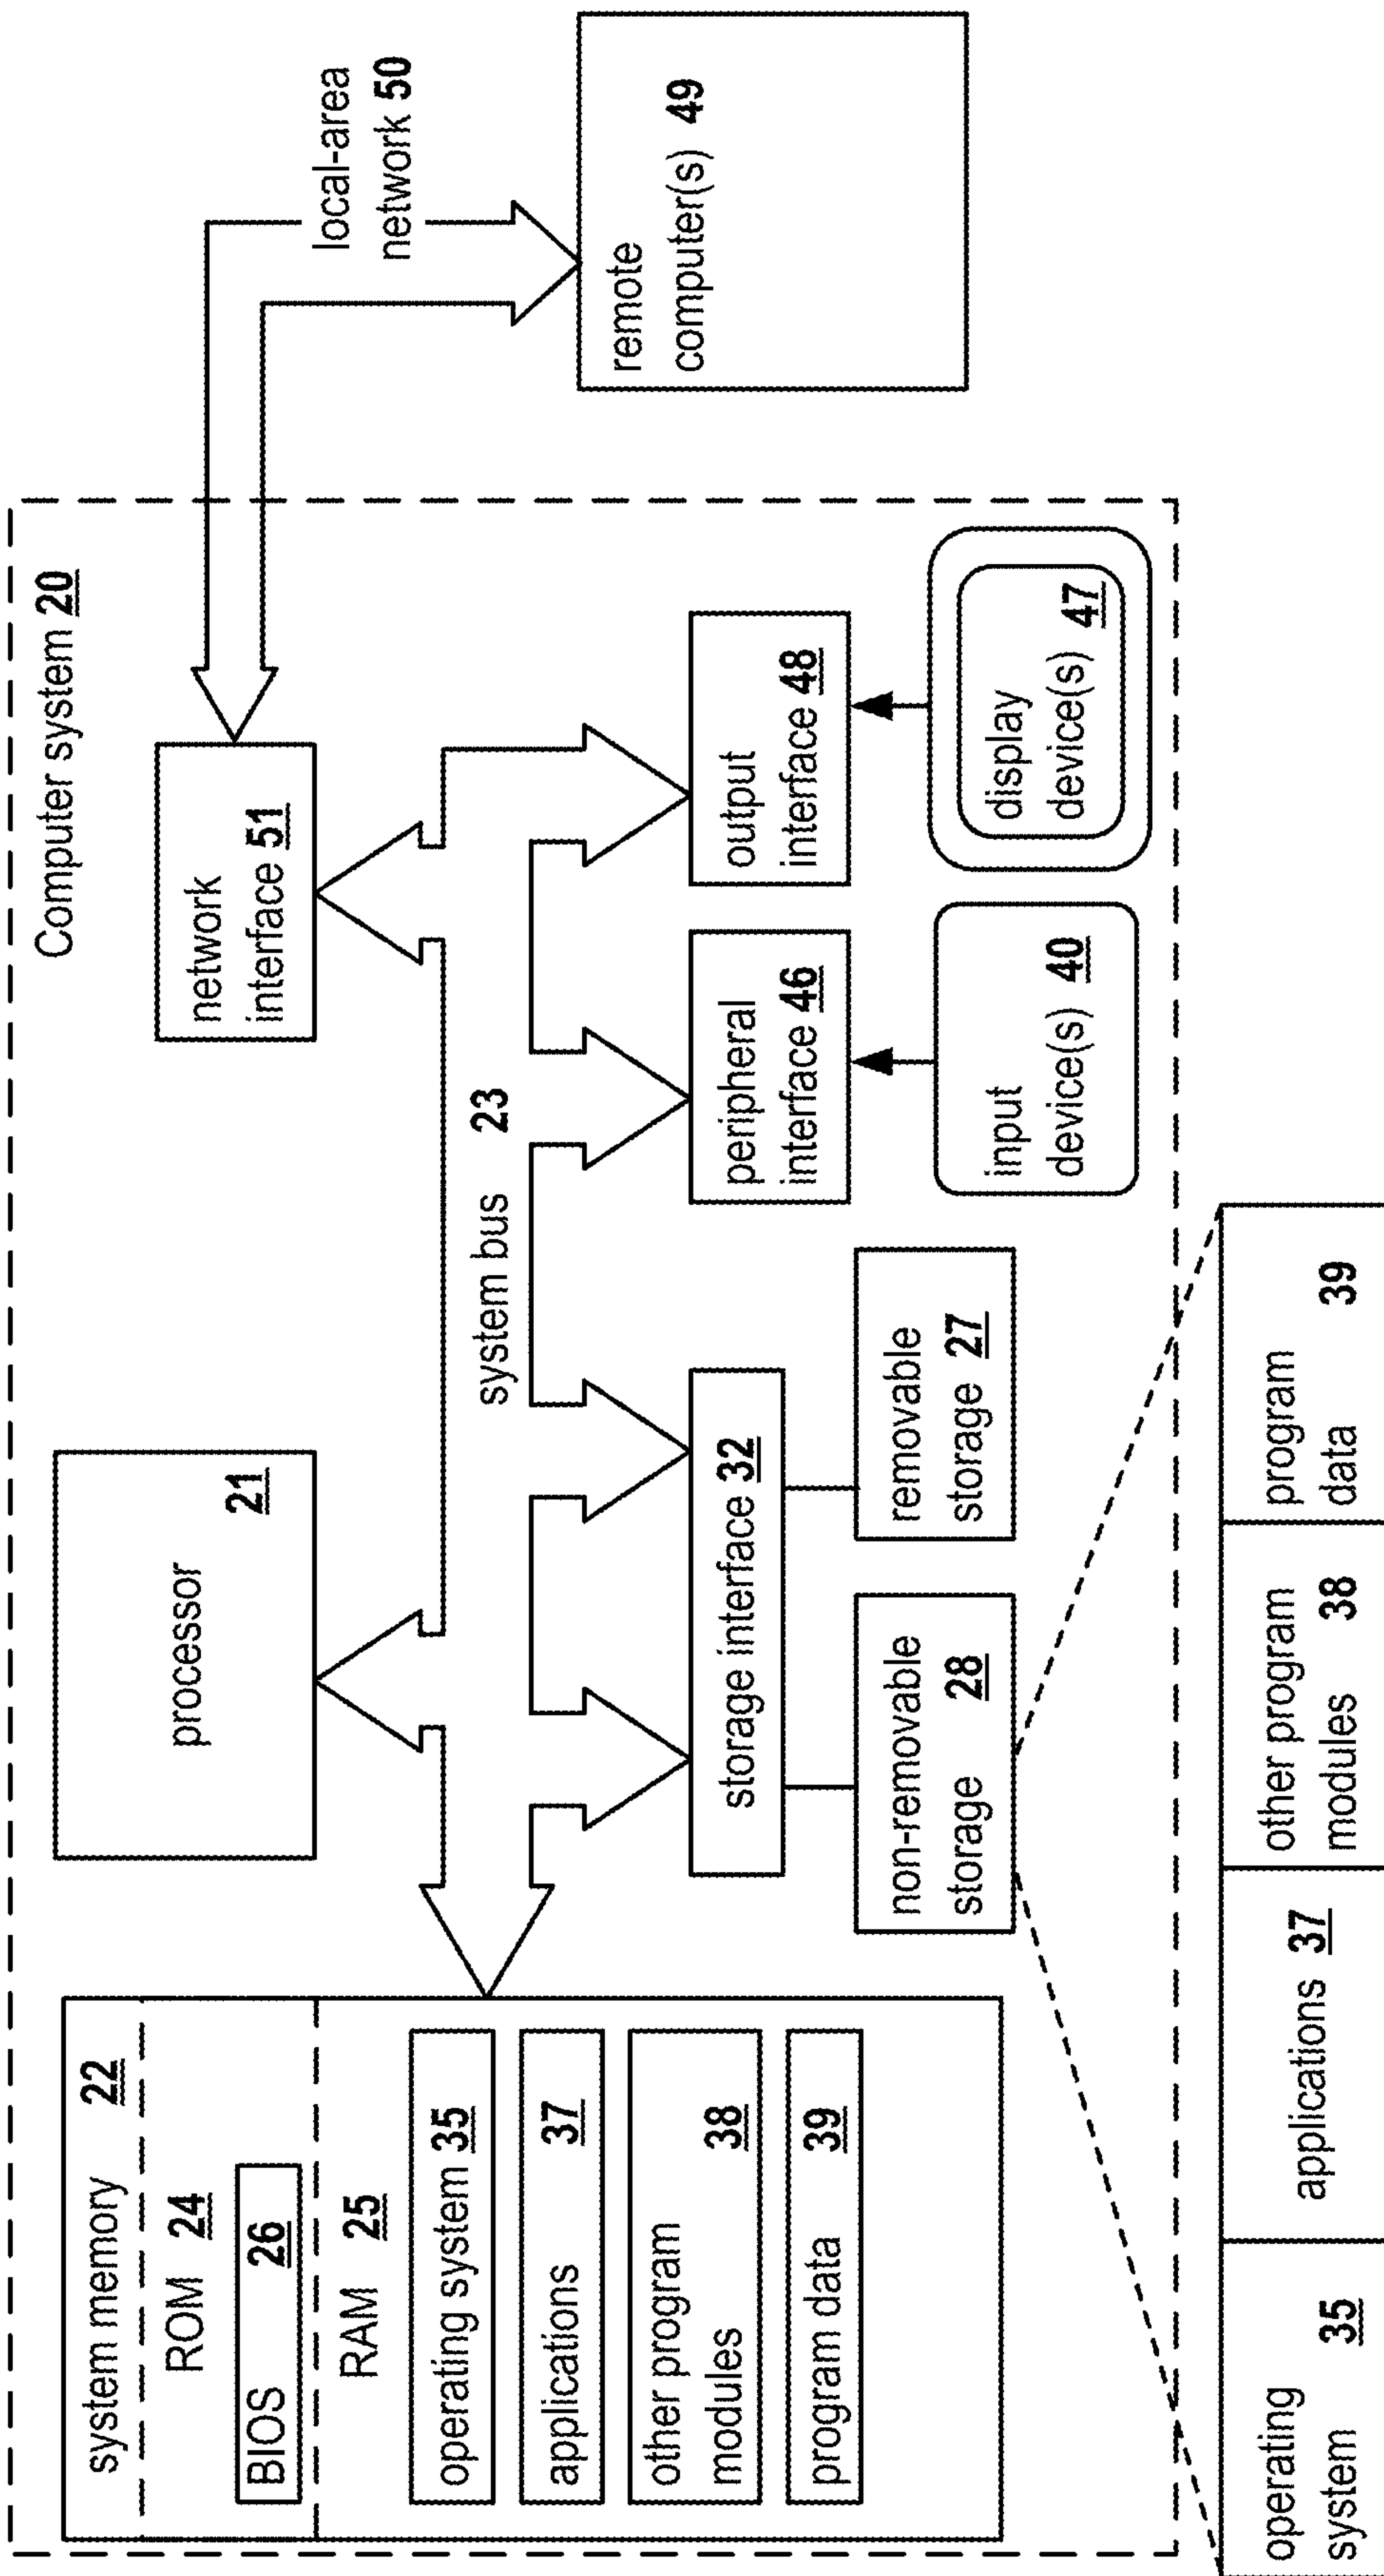 Computer system 20
system memory 22
ROM 24
BIOS 26
RAM 25
operating system 35
applications 37
other program
modules 38
program data 39
processor
21
network
interface 51
local-area
network 50
system bus 23
storage interface 32
peripheral
interface 46
output
interface 48
remote
computer(s) 49
non-removable
storage 28
removable
storage 27
input
device(s) 40
display
device(s) 47
operating
system 35
applications 37
other program
modules 38
program
data 39